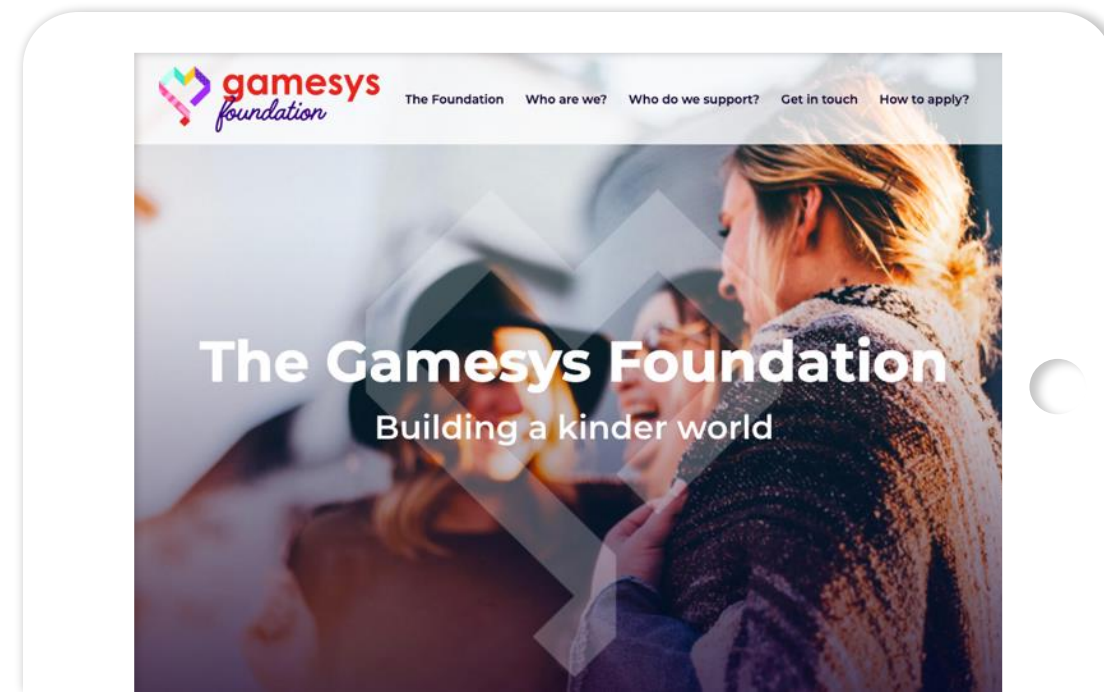 gamesys
foundation
The Foundation Who are we? Who do we support? Get in touch How to apply?
The Gamesys Foundation
Building a kinder world